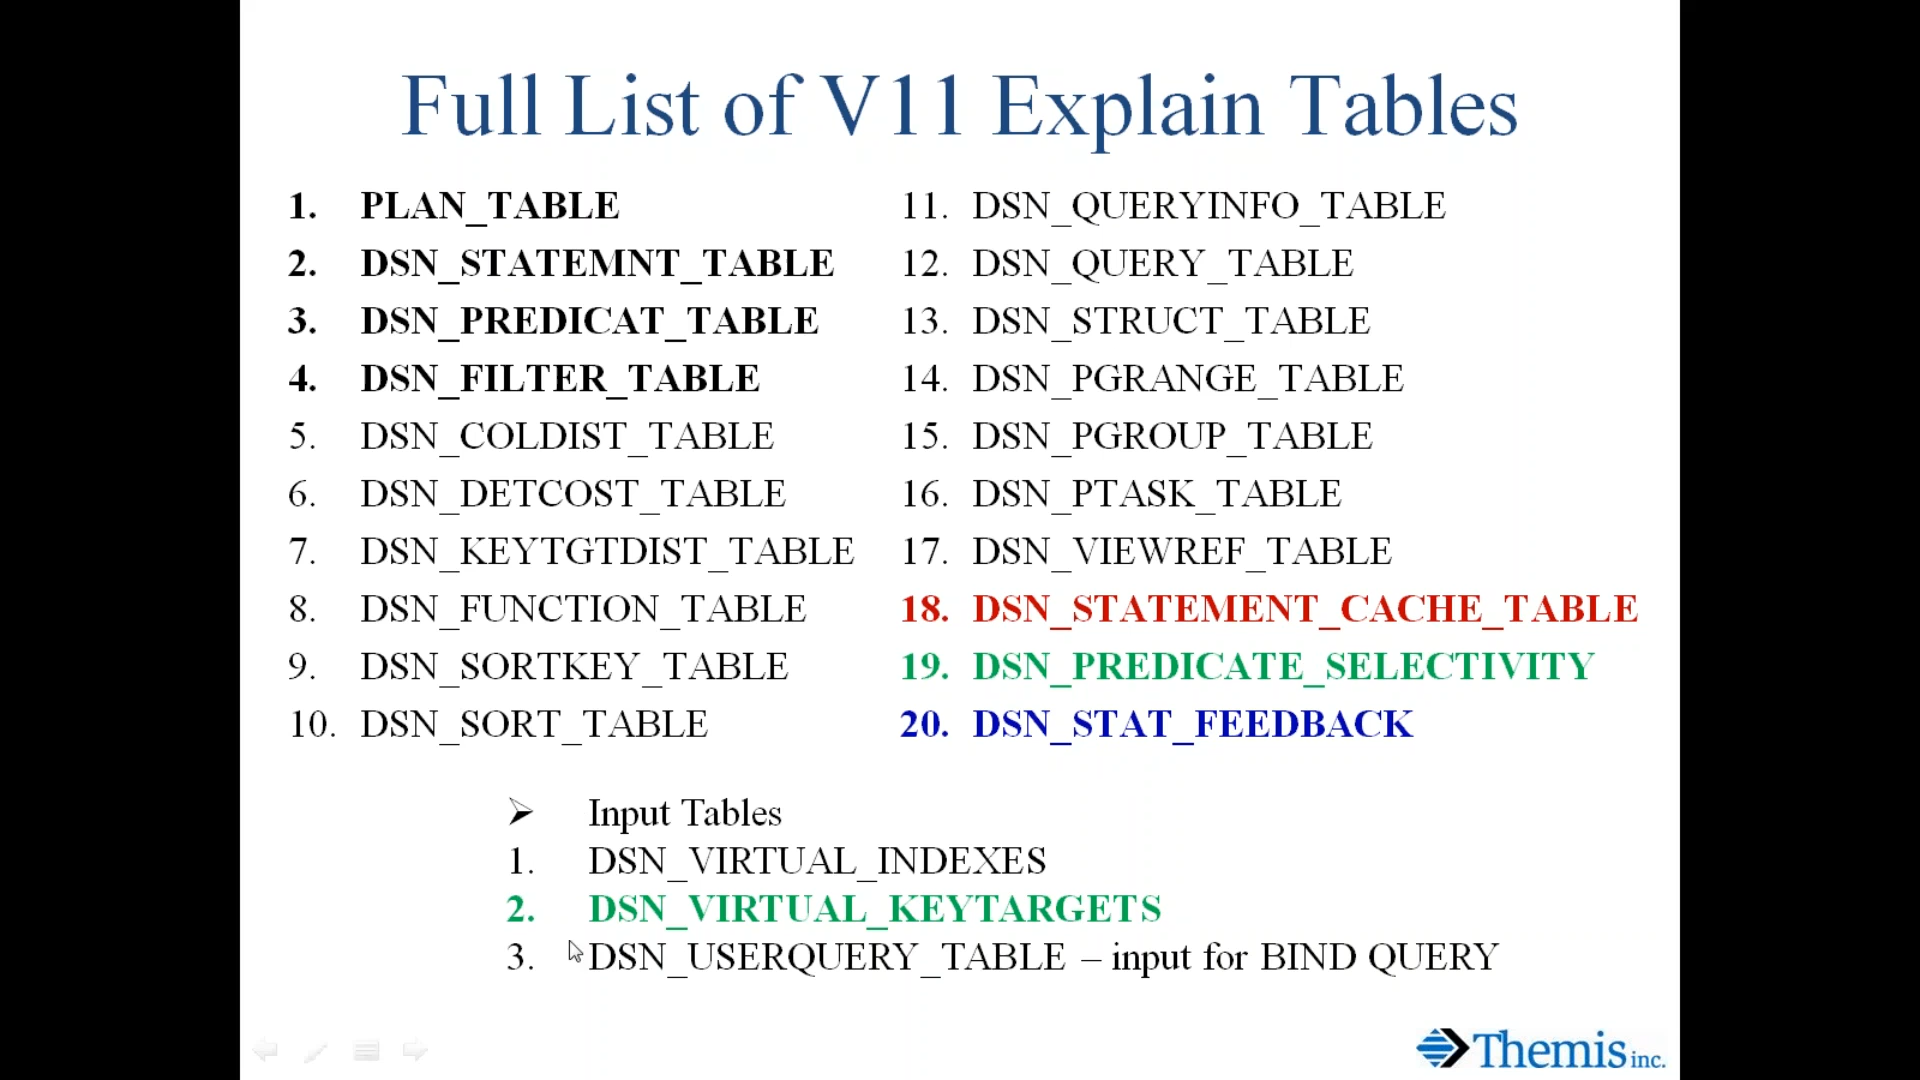 Full List of V11 Explain Tables
1. PLAN_TABLE
2. DSN_STATEMNT_TABLE
3. DSN_PREDICAT_TABLE
4. DSN_FILTER_TABLE
5. DSN_COLDIST_TABLE
6. DSN_DETCOST_TABLE
7. DSN_KEYTGTDIST_TABLE
8. DSN_FUNCTION_TABLE
9. DSN_SORTKEY_TABLE
10. DSN_SORT_TABLE
11. DSN_QUERYINFO_TABLE
12. DSN_QUERY_TABLE
13. DSN_STRUCT_TABLE
14. DSN_PGRANGE_TABLE
15. DSN_PGROUP_TABLE
16. DSN_PTASK_TABLE
17. DSN_VIEWREF_TABLE
18. DSN_STATEMENT_CACHE_TABLE
19. DSN_PREDICATE_SELECTIVITY
20. DSN_STAT_FEEDBACK
➢ Input Tables
1. DSN_VIRTUAL_INDEXES
2. DSN_VIRTUAL_KEYTARGETS
3. DSN_USERQUERY_TABLE – input for BIND QUERY
Themis inc.